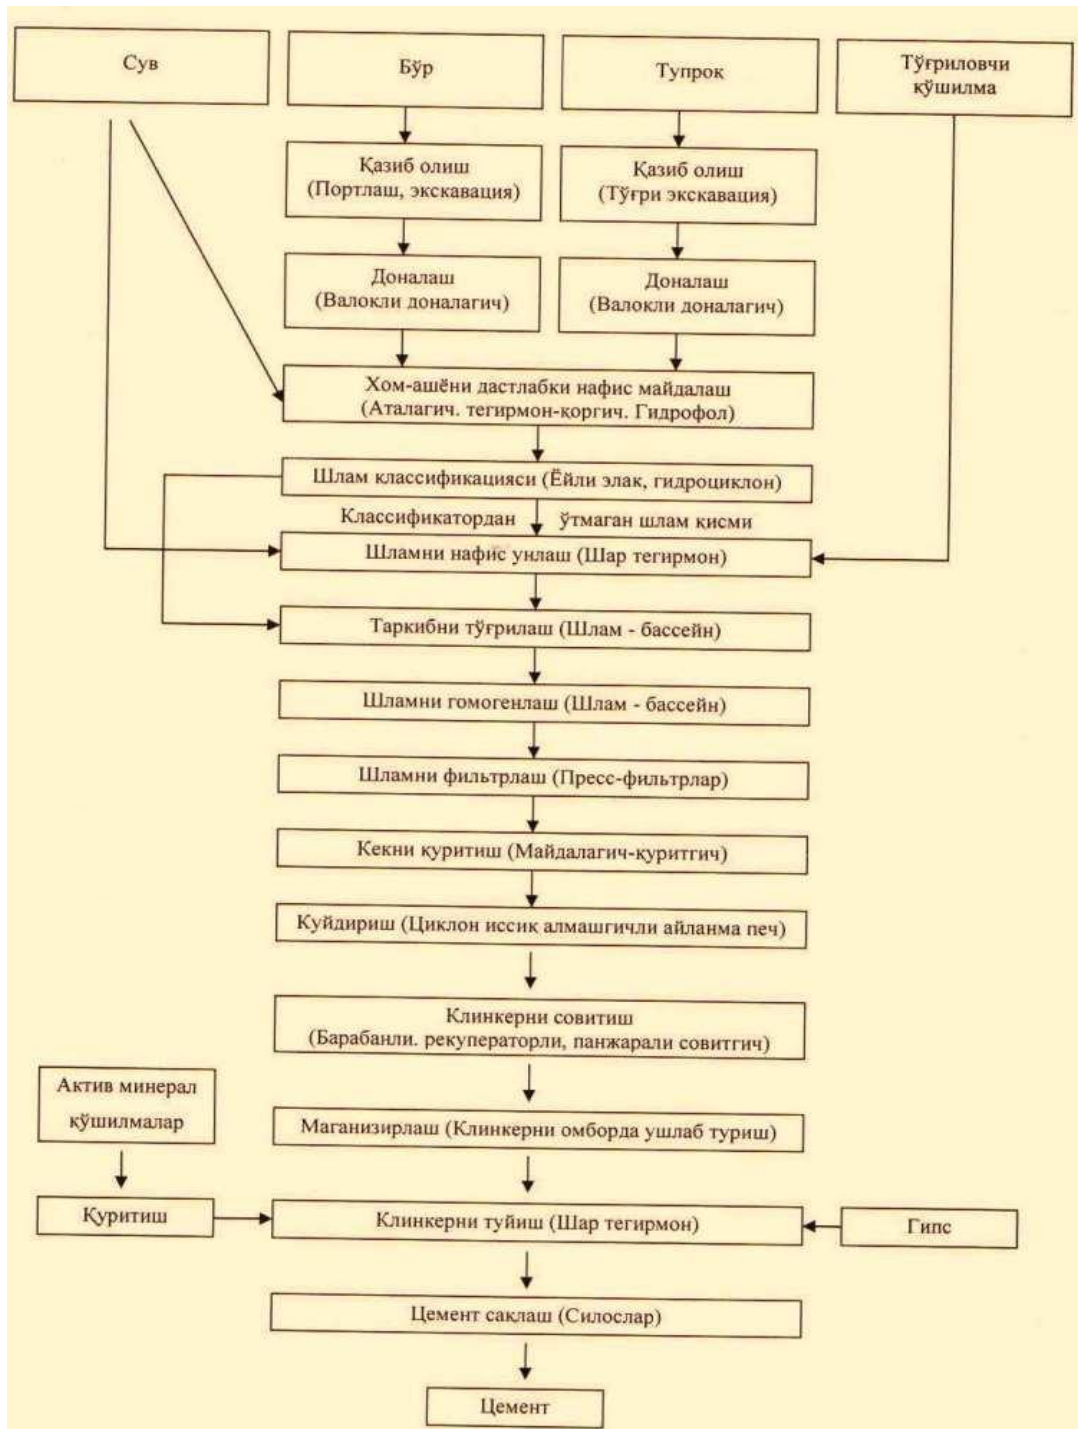 Сув
Бўр
Тупроқ
Тўғриловчи
қўшилма
Қазиб олиш
(Портлаш, экскавация)
Қазиб олиш
(Тўғри экскавация)
Доналаш
(Валокли доналагич)
Доналаш
(Валокли доналагич)
Хом-ашёни дастлабки нафис майдалаш
(Аталагич. тегирмон-қоргич. Гидрофол)
Шлам классификацияси (Ёйли элак, гидроциклон)
Классификатордан ўтмаган шлам қисми
Шламни нафис унлаш (Шар тегирмон)
Таркибни тўғрилаш (Шлам - бассейн)
Шламни гомогенлаш (Шлам - бассейн)
Шламни фильтрлаш (Пресс-фильтрлар)
Кекни қуритиш (Майдалагич-қуритгич)
Куйдириш (Циклон иссиқ алмашгичли айланма печ)
Клинкерни совитиш
(Барабанли. рекуператорли, панжарали совитгич)
Актив минерал
қўшилмалар
Маганизирлаш (Клинкерни омборда ушлаб туриш)
Қуритиш
Клинкерни туйиш (Шар тегирмон)
Гипс
Цемент сақлаш (Силослар)
Цемент